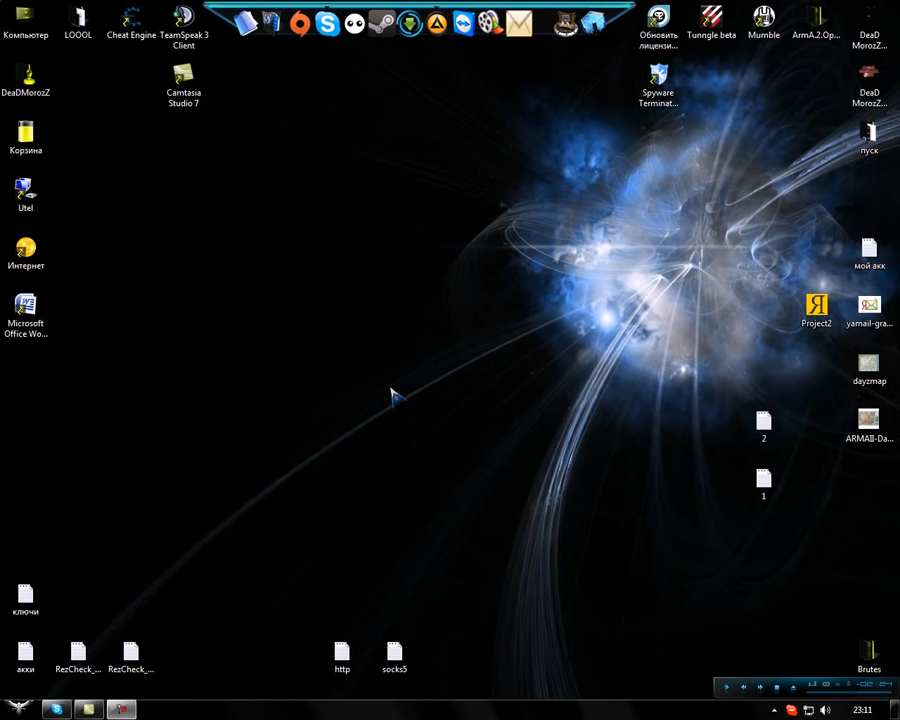 Компьютер
LOOOL
Cheat Engine
TeamSpeak 3
Client
Обновить
лицензи...
Tunngle beta
Mumble
ArmA.2.Op...
DeaD
MorozZ...
DeaDMorozZ
Camtasia
Studio 7
Spyware
Terminat...
DeaD
MorozZ...
Корзина
пуск
Utel
Интернет
мой акк
Microsoft
Office Wo...
Project2
yamail-gra...
dayzmap
2
ARMAII-Da...
1
ключи
акки
RezCheck_...
RezCheck_...
http
socks5
Brutes
23:11